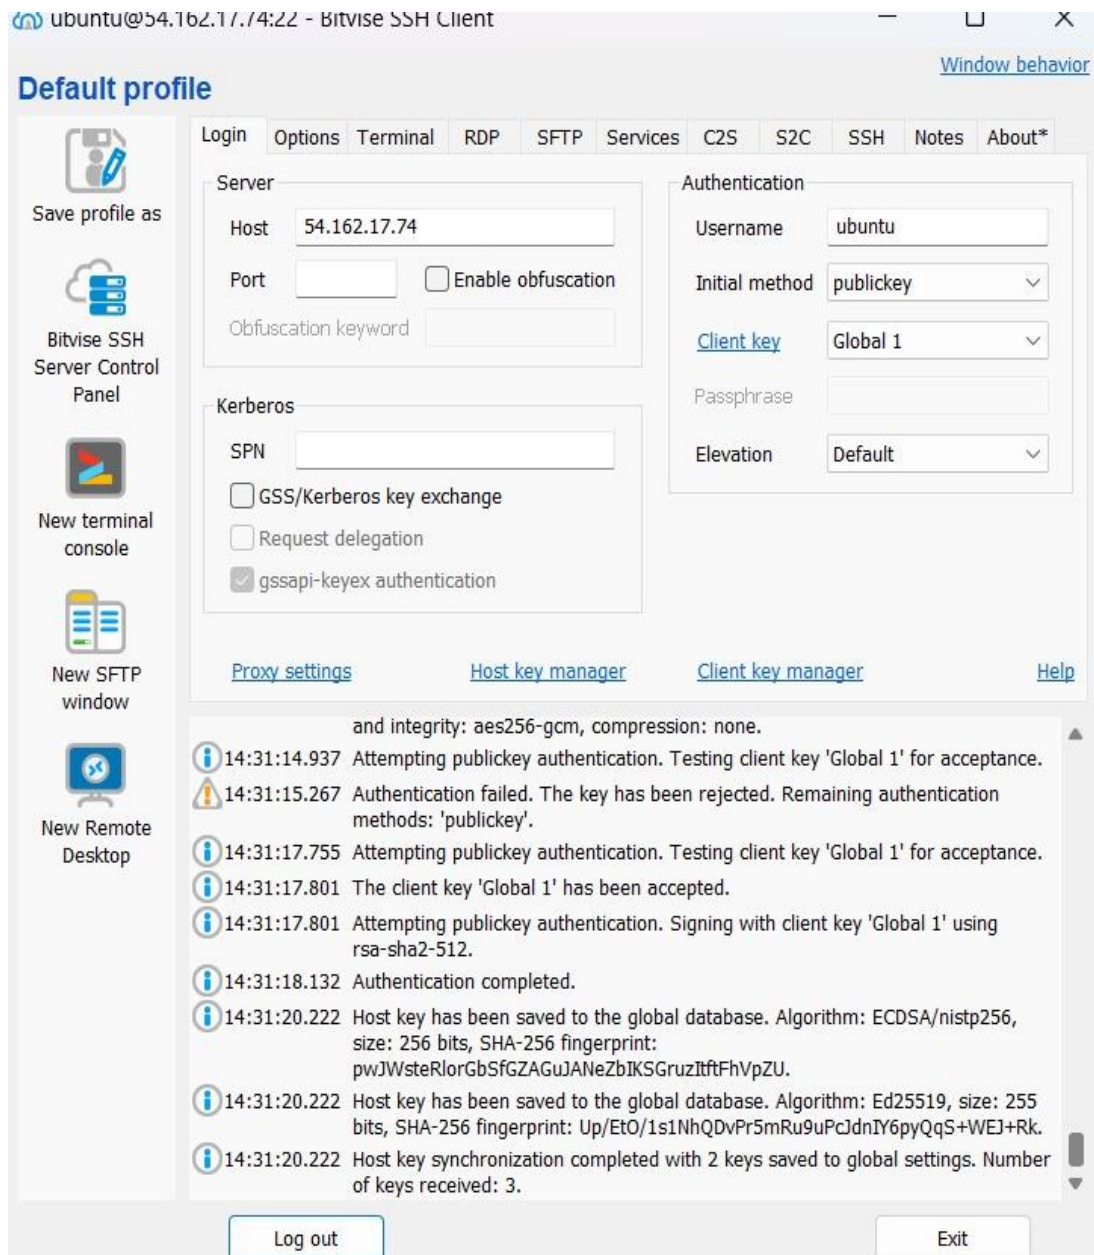 ubuntu@54.162.17.74:22 - Bitvise SSH Client
Window behavior
Default profile
Save profile as
Bitvise SSH
Server Control
Panel
New terminal
console
New SFTP
window
New Remote
Desktop
Login Options Terminal RDP SFTP Services C2S S2C SSH Notes About*
Server
Host 54.162.17.74
Port Enable obfuscation
Obfuscation keyword
Kerberos
SPN
GSS/Kerberos key exchange
Request delegation
gssapi-keyex authentication
Authentication
Username ubuntu
Initial method publickey
Client key Global 1
Passphrase
Elevation Default
Proxy settings Host key manager Client key manager Help
and integrity: aes256-gcm, compression: none.
14:31:14.937 Attempting publickey authentication. Testing client key 'Global 1' for acceptance.
14:31:15.267 Authentication failed. The key has been rejected. Remaining authentication
methods: 'publickey'.
14:31:17.755 Attempting publickey authentication. Testing client key 'Global 1' for acceptance.
14:31:17.801 The client key 'Global 1' has been accepted.
14:31:17.801 Attempting publickey authentication. Signing with client key 'Global 1' using
rsa-sha2-512.
14:31:18.132 Authentication completed.
14:31:20.222 Host key has been saved to the global database. Algorithm: ECDSA/nistp256,
size: 256 bits, SHA-256 fingerprint:
pwJWsteRlorGbSfGZAGuJANeZbIKSGruzItftFhVpZU.
14:31:20.222 Host key has been saved to the global database. Algorithm: Ed25519, size: 255
bits, SHA-256 fingerprint: Up/EtO/1s1NhQDvPr5mRu9uPcJdnIY6pyQqS+WEJ+Rk.
14:31:20.222 Host key synchronization completed with 2 keys saved to global settings. Number
of keys received: 3.
Log out Exit